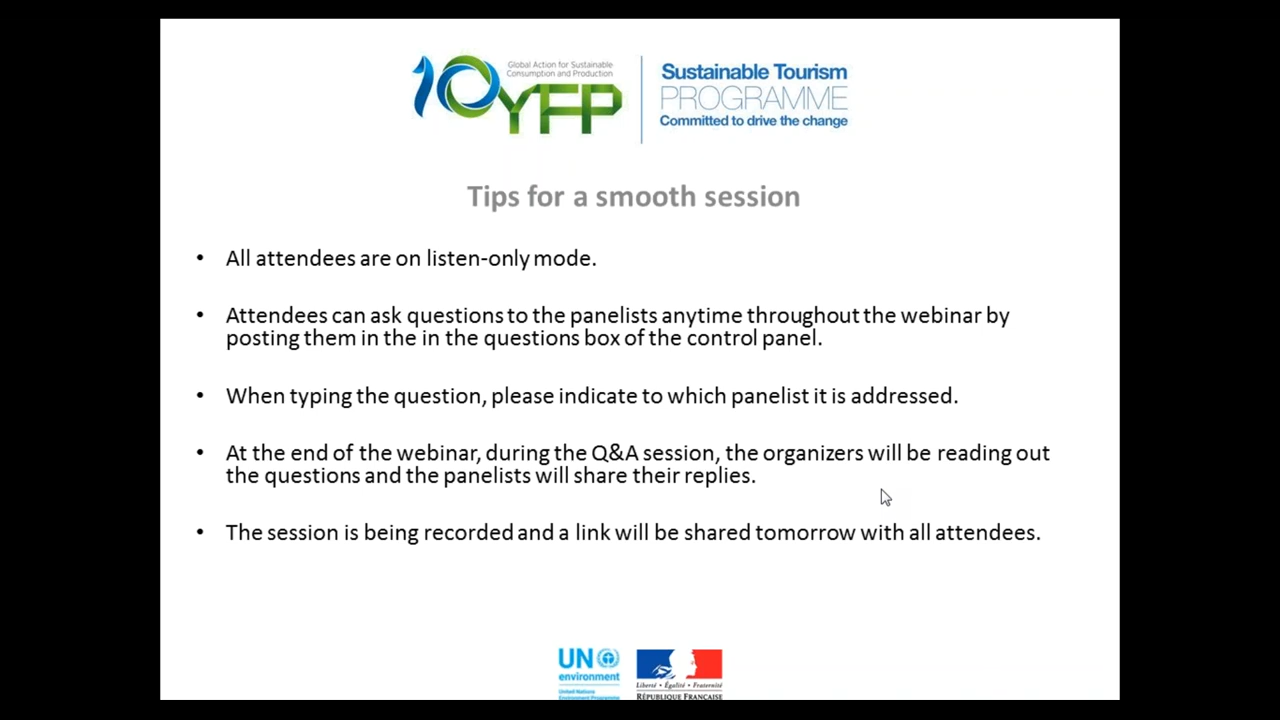 10YFP
Global Action for Sustainable
Consumption and Production
Sustainable Tourism
PROGRAMME
Committed to drive the change
Tips for a smooth session
• All attendees are on listen-only mode.
• Attendees can ask questions to the panelists anytime throughout the webinar by
posting them in the in the questions box of the control panel.
• When typing the question, please indicate to which panelist it is addressed.
• At the end of the webinar, during the Q&A session, the organizers will be reading out
the questions and the panelists will share their replies.
• The session is being recorded and a link will be shared tomorrow with all attendees.
UN
environment
United Nations
Environment Programme
Liberté • Égalité • Fraternité
RÉPUBLIQUE FRANÇAISE